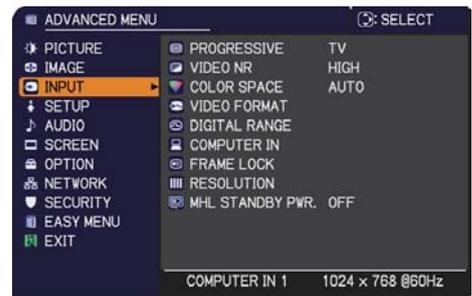 ADVANCED MENU : SELECT
PICTURE
IMAGE
INPUT
SETUP
AUDIO
SCREEN
OPTION
NETWORK
SECURITY
EASY MENU
EXIT
PROGRESSIVE TV
VIDEO NR HIGH
COLOR SPACE AUTO
VIDEO FORMAT
DIGITAL RANGE
COMPUTER IN
FRAME LOCK
RESOLUTION
MHL STANDBY PWR. OFF
COMPUTER IN 1 1024 x 768 @60Hz